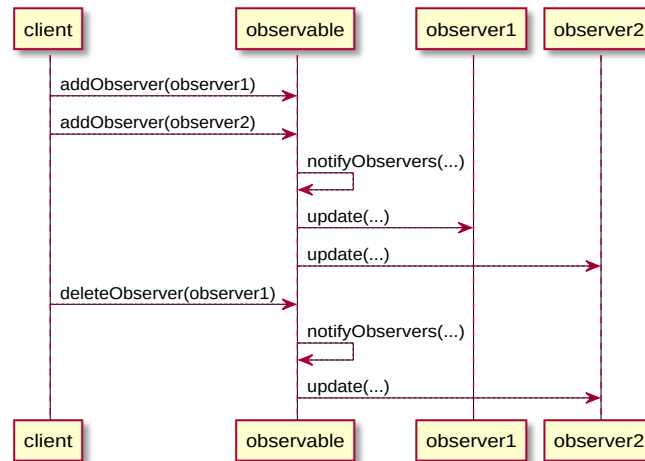 client observable observer1 observer2
addObserver(observer1)
addObserver(observer2)
notifyObservers(...)
update(...)
update(...)
deleteObserver(observer1)
notifyObservers(...)
update(...)
client observable observer1 observer2